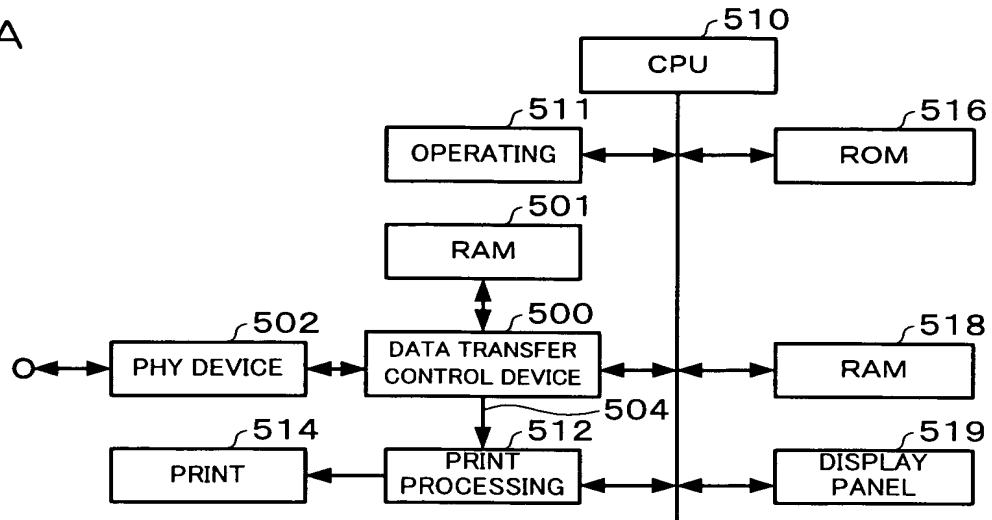 A
510
CPU
511
OPERATING
516
ROM
501
RAM
502
PHY DEVICE
500
DATA TRANSFER
CONTROL DEVICE
518
RAM
504
514
PRINT
512
PRINT
PROCESSING
519
DISPLAY
PANEL